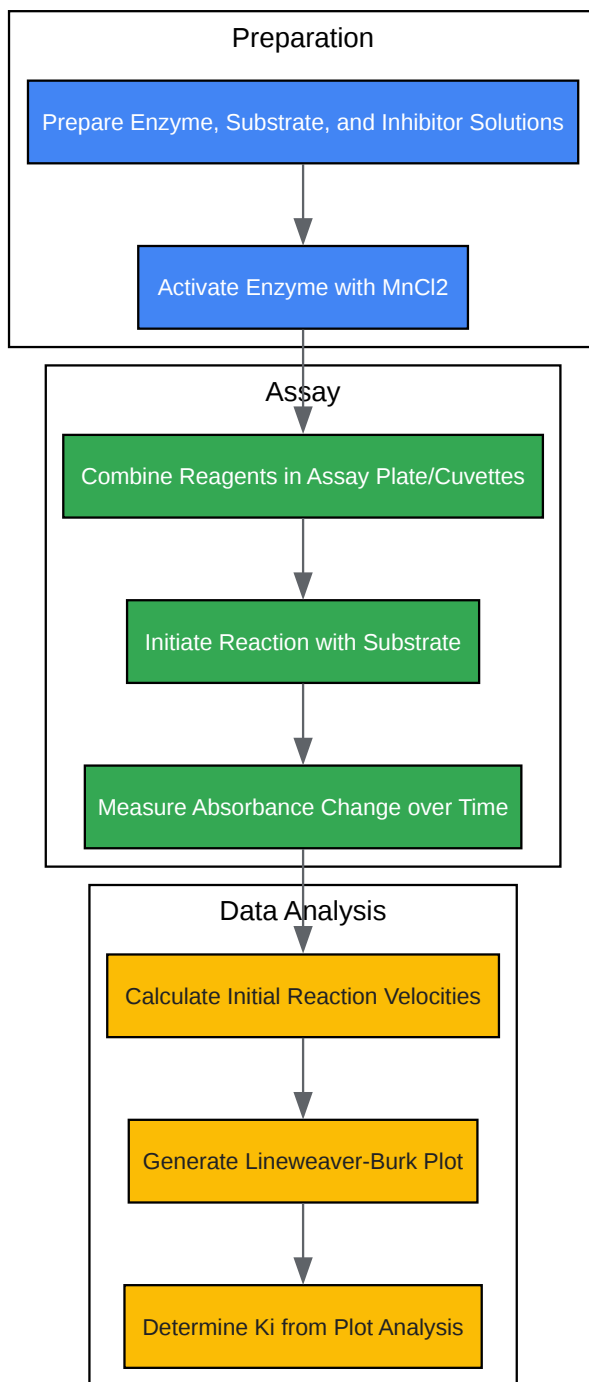 Preparation
Prepare Enzyme, Substrate, and Inhibitor Solutions
Activate Enzyme with MnCl2
Assay
Combine Reagents in Assay Plate/Cuvettes
Initiate Reaction with Substrate
Measure Absorbance Change over Time
Data Analysis
Calculate Initial Reaction Velocities
Generate Lineweaver-Burk Plot
Determine Ki from Plot Analysis